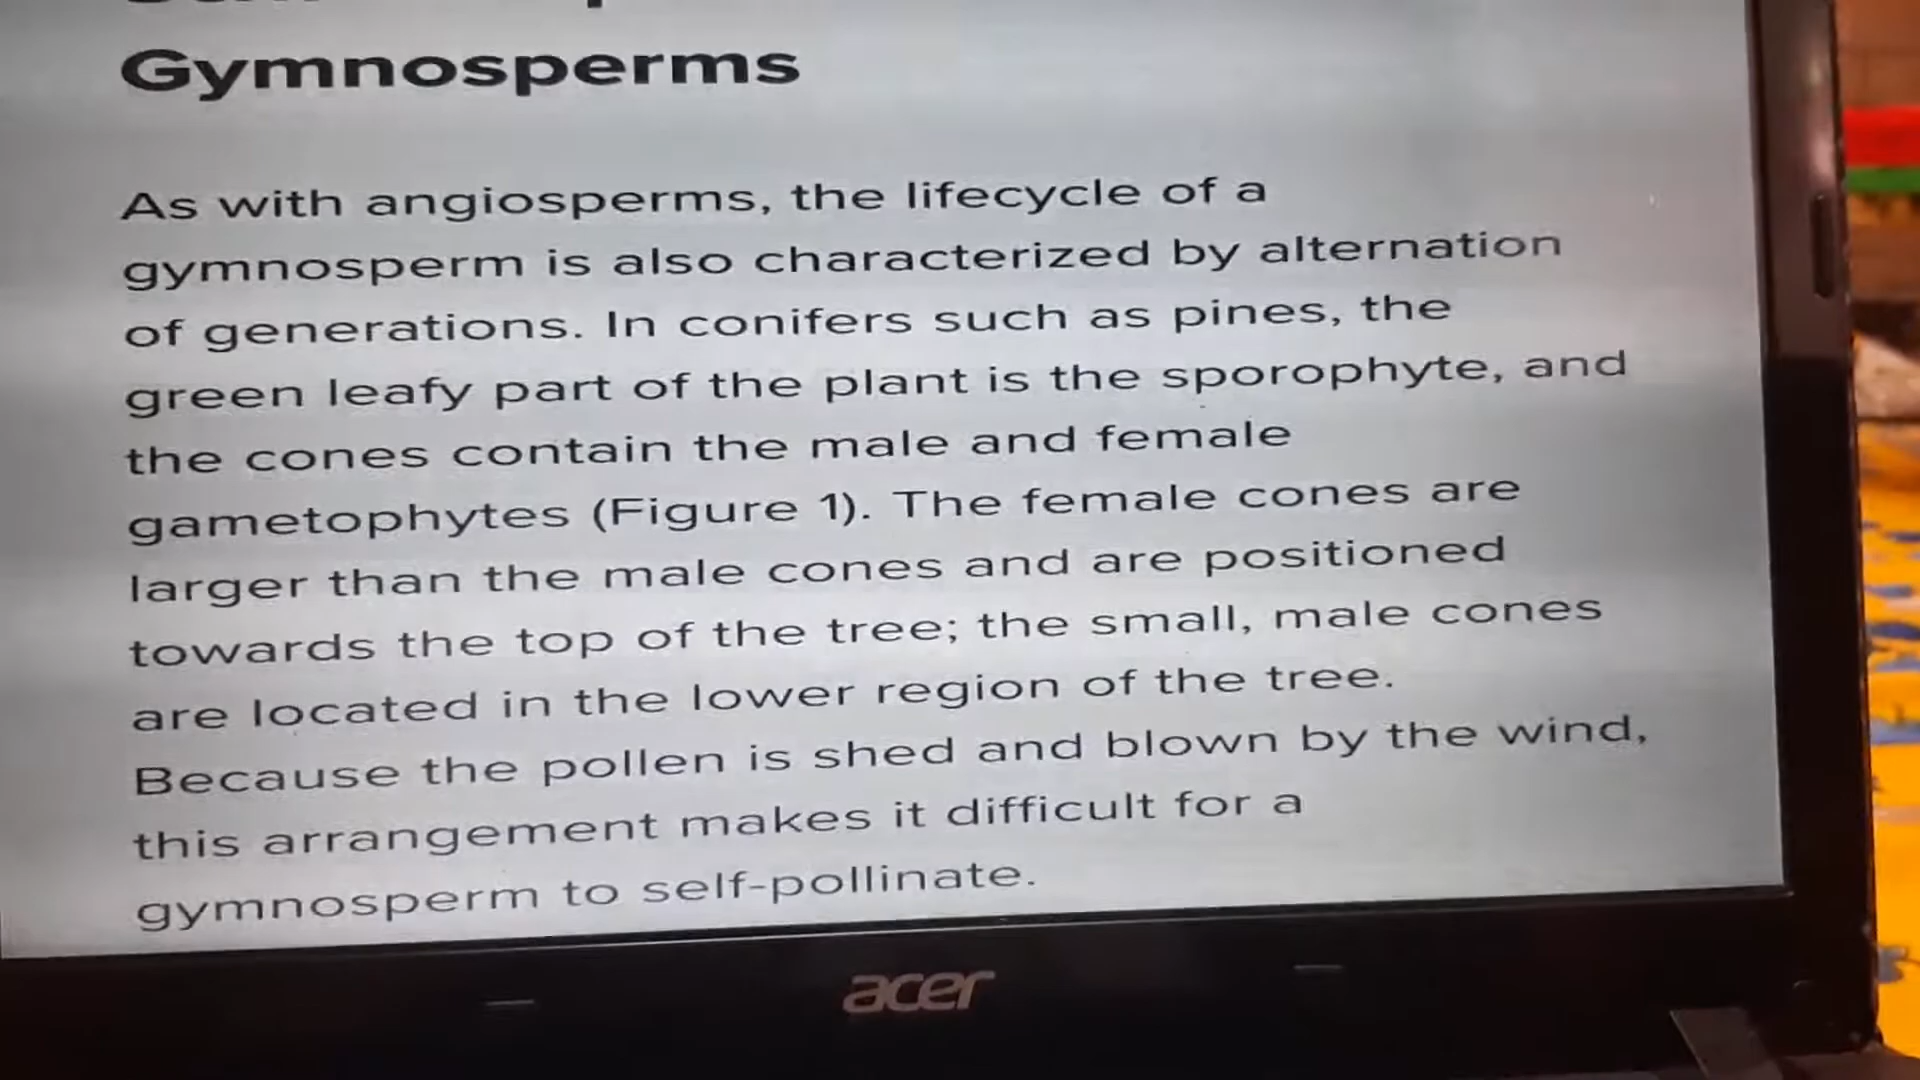 Gymnosperms
As with angiosperms, the lifecycle of a
gymnosperm is also characterized by alternation
of generations. In conifers such as pines, the
green leafy part of the plant is the sporophyte, and
the cones contain the male and female
gametophytes (Figure 1). The female cones are
larger than the male cones and are positioned
towards the top of the tree; the small, male cones
are located in the lower region of the tree.
Because the pollen is shed and blown by the wind,
this arrangement makes it difficult for a
gymnosperm to self-pollinate.
acer